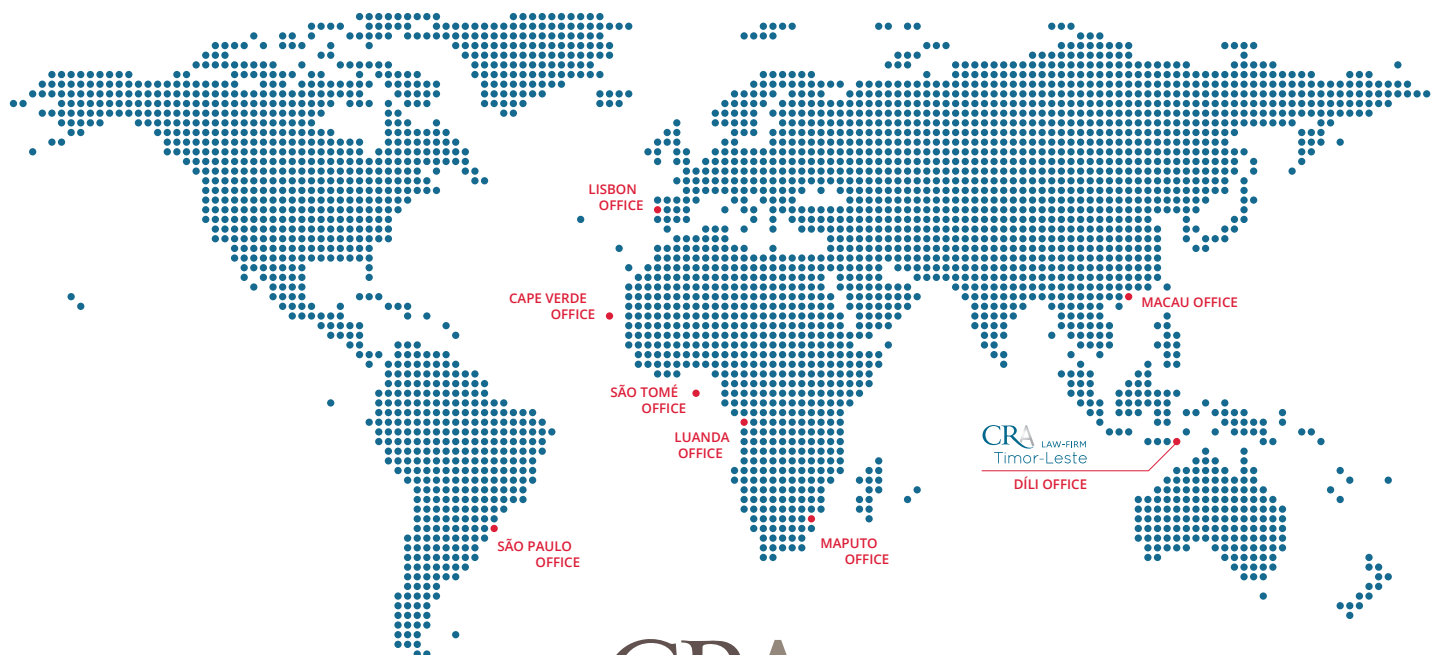 LISBON
OFFICE
CAPE VERDE
OFFICE
MACAU OFFICE
SÃO TOMÉ
OFFICE
LUANDA
OFFICE
CRA LAW-FIRM
Timor-Leste
DÍLI OFFICE
SÃO PAULO
OFFICE
MAPUTO
OFFICE
CRA